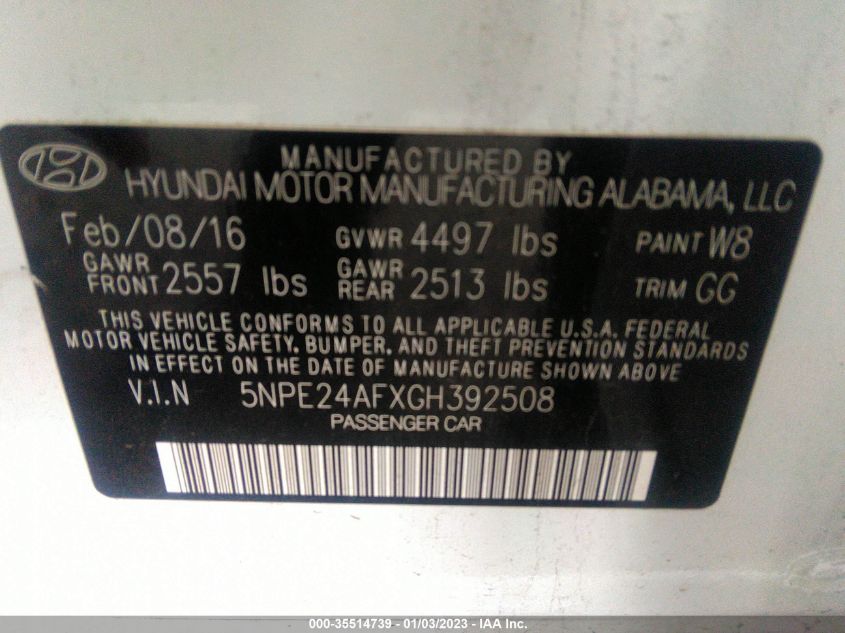 MANUFACTURED BY
HYUNDAI MOTOR MANUFACTURING ALABAMA, LLC
Feb/08/16 GVWR 4497 lbs PAINT W8
GAWR FRONT 2557 lbs GAWR REAR 2513 lbs TRIM GG
THIS VEHICLE CONFORMS TO ALL APPLICABLE U.S.A. FEDERAL
MOTOR VEHICLE SAFETY, BUMPER, AND THEFT PREVENTION STANDARDS
IN EFFECT ON THE DATE OF MANUFACTURE SHOWN ABOVE
V.I.N 5NPE24AFXGH392508
PASSENGER CAR
000-35514739 - 01/03/2023 - IAA Inc.